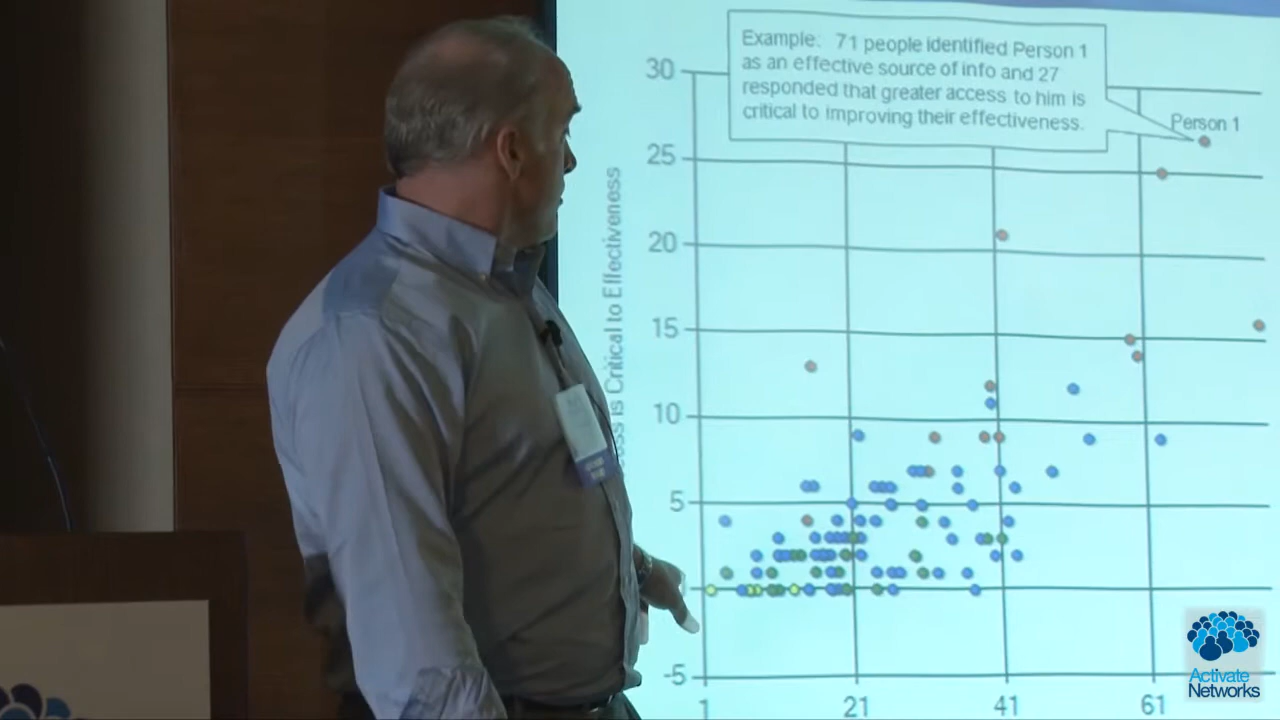 Example: 71 people identified Person 1
as an effective source of info and 27
responded that greater access to him is
critical to improving their effectiveness.
Person 1
30
25
20
15
10
5
-5
is Critical to Effectiveness
1
21
41
61
Activate
Networks